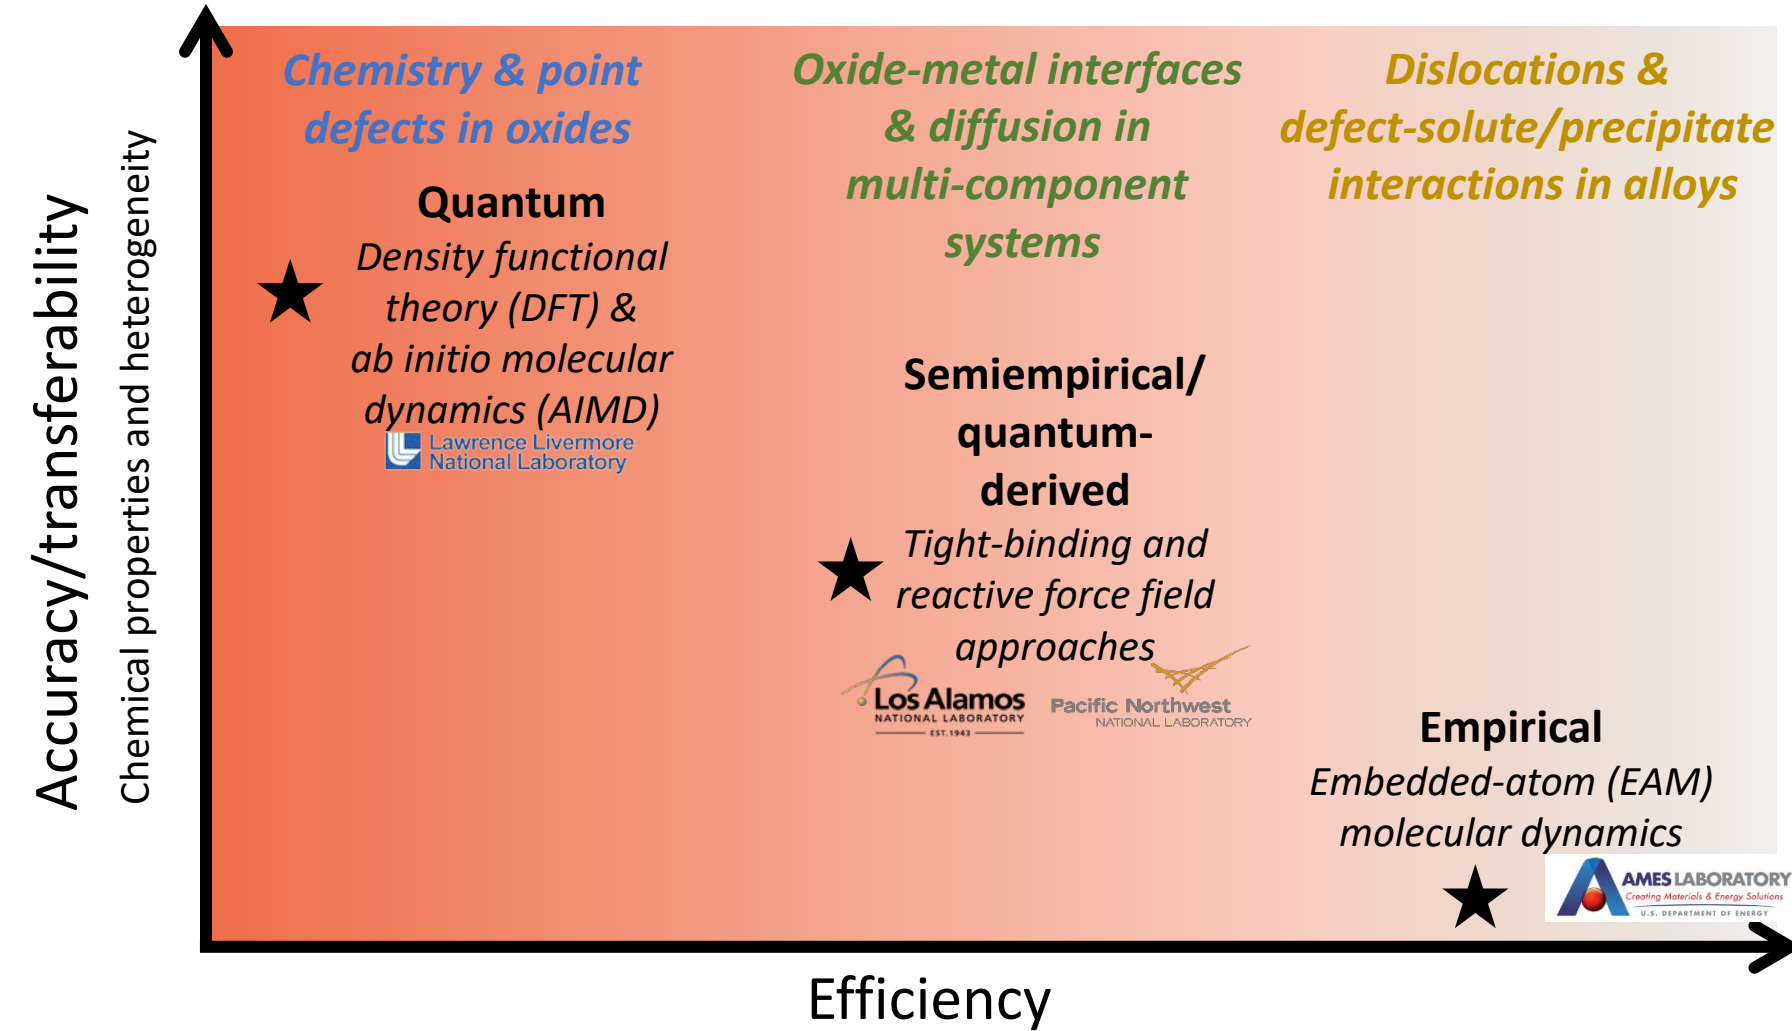 Accuracy/transferability
Chemical properties and heterogeneity
Chemistry & point
defects in oxides
Quantum
Density functional
theory (DFT) &
ab initio molecular
dynamics (AIMD)
Lawrence Livermore
National Laboratory
Oxide-metal interfaces
& diffusion in
multi-component
systems
Semiempirical/
quantum-
derived
Tight-binding and
reactive force field
approaches
Los Alamos
NATIONAL LABORATORY
EST.1943
Pacific Northwest
NATIONAL LABORATORY
Dislocations &
defect-solute/precipitate
interactions in alloys
Empirical
Embedded-atom (EAM)
molecular dynamics
AMES LABORATORY
Creating Materials & Energy Solutions
U.S. DEPARTMENT OF ENERGY
Efficiency